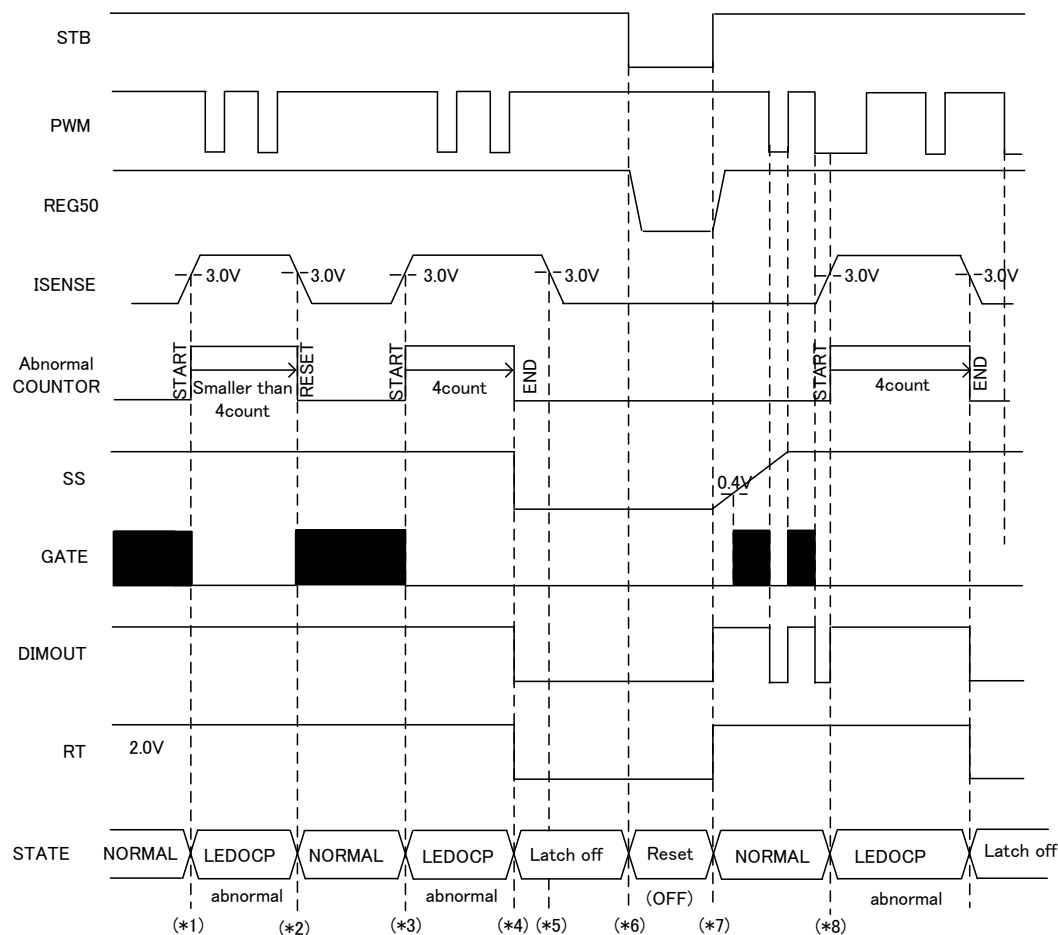 STB
PWM
REG50
ISENSE
3.0V
3.0V
3.0V
3.0V
3.0V
3.0V
Abnormal
COUNTOR
START
Smaller than
4count
RESET
START
4count
END
START
4count
END
SS
0.4V
GATE
DIMOUT
RT
2.0V
STATE
NORMAL
LEDOCP
NORMAL
LEDOCP
Latch off
Reset
NORMAL
LEDOCP
Latch off
abnormal
abnormal
(OFF)
abnormal
(*1)
(*2)
(*3)
(*4)
(*5)
(*6)
(*7)
(*8)